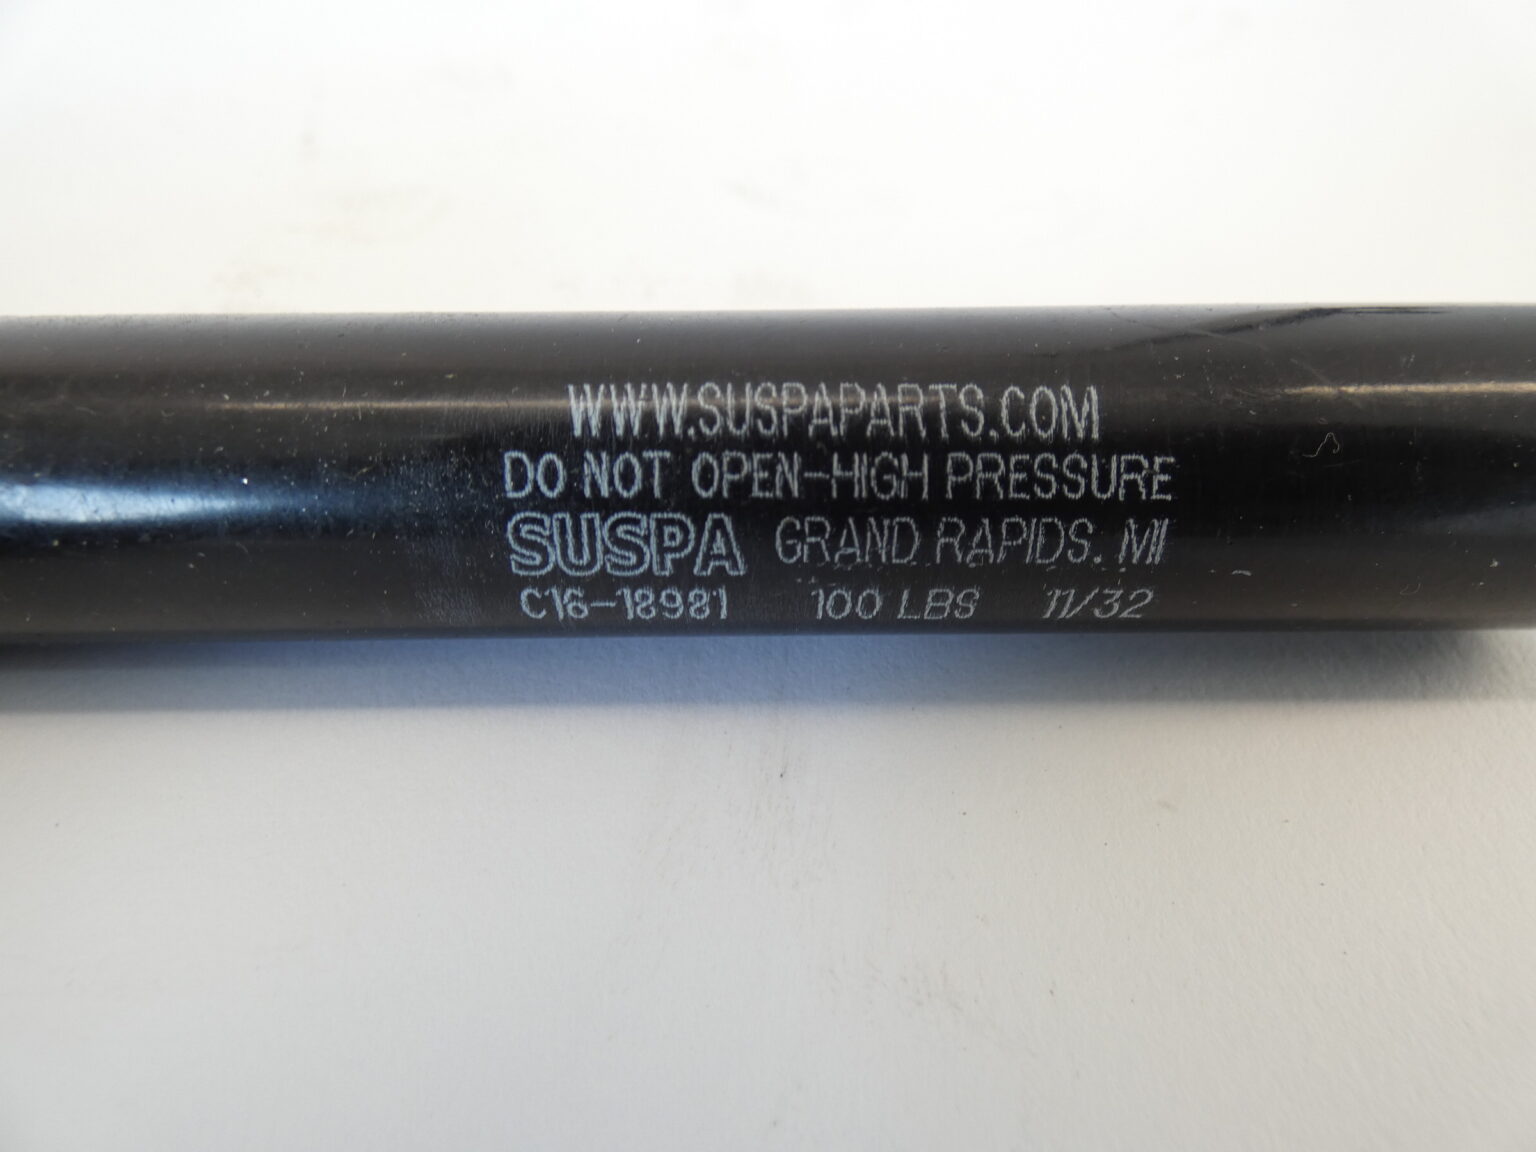 WWW.SUSPAPARTS.COM
DO NOT OPEN-HIGH PRESSURE
SUSPA GRAND RAPIDS, MI
C16-18981 100 LBS 11/32